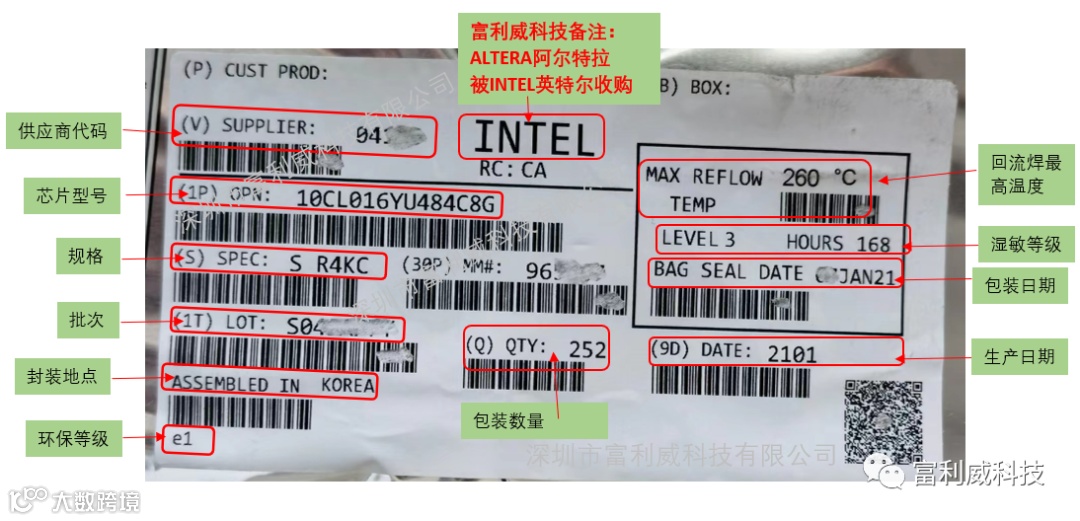 富利威科技备注:
ALTERA阿尔特拉
被INTEL英特尔收购
(P) CUST PROD:
B) BOX:
供应商代码
(V) SUPPLIER:
INTEL
RC: CA
MAX REFLOW 260 °C
TEMP
回流焊最
高温度
芯片型号
(1P) OPN: 10CL016YU484C8G
LEVEL 3 HOURS 168
湿敏等级
规格
(S) SPEC: S R4KC
(30P) MM#:
BAG SEAL DATE
包装日期
批次
(1T) LOT:
(Q) QTY: 252
(9D) DATE: 2101
生产日期
封装地点
ASSEMBLED IN KOREA
包装数量
环保等级
e1
深圳市富利威科技有限公司
富利威科技
大数跨境